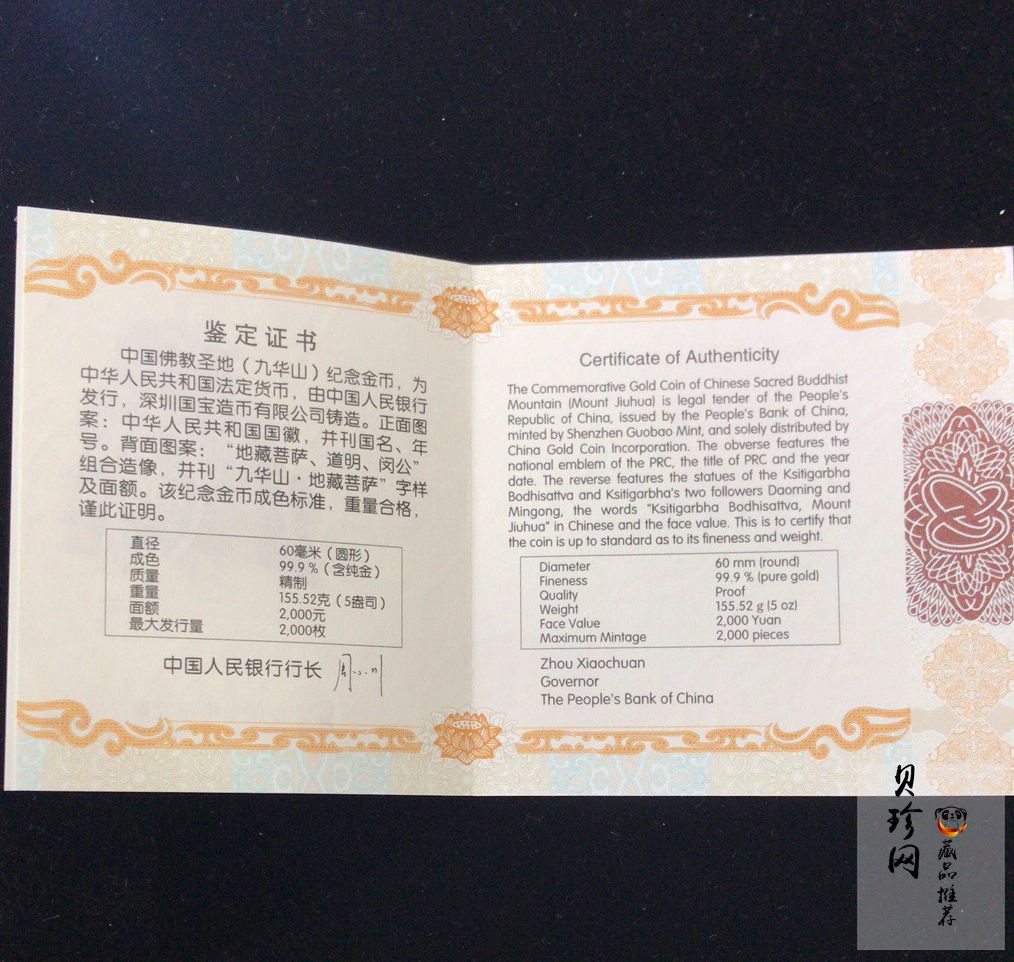 鉴定证书
中国佛教圣地（九华山）纪念金币，为
中华人民共和国法定货币，由中国人民银行
发行，深圳国宝造币有限公司铸造。正面图
案：中华人民共和国国徽，并刊国名、年
号。背面图案：“地藏菩萨、道明、闵公”
组合造像，并刊“九华山·地藏菩萨”字样
及面额。该纪念金币成色标准，重量合格，
谨此证明。
直径 60毫米（圆形）
成色 99.9％（含纯金）
质量 精制
重量 155.52克（5盎司）
面额 2,000元
最大发行量 2,000枚
中国人民银行行长
Certificate of Authenticity
The Commemorative Gold Coin of Chinese Sacred Buddhist
Mountain (Mount Jiuhua) is legal tender of the People's
Republic of China, issued by the People's Bank of China,
minted by Shenzhen Guobao Mint, and solely distributed by
China Gold Coin Incorporation. The obverse features the
national emblem of the PRC, the title of PRC and the year
date. The reverse features the statues of the Ksitigarbha
Bodhisattva and Ksitigarbha's two followers Daoming and
Mingong, the words "Ksitigarbha Bodhisattva, Mount
Jiuhua" in Chinese and the face value. This is to certify that
the coin is up to standard as to its fineness and weight.
Diameter 60 mm (round)
Fineness 99.9 % (pure gold)
Quality Proof
Weight 155.52 g (5 oz)
Face Value 2,000 Yuan
Maximum Mintage 2,000 pieces
Zhou Xiaochuan
Governor
The People's Bank of China
贝珍网
藏品推荐